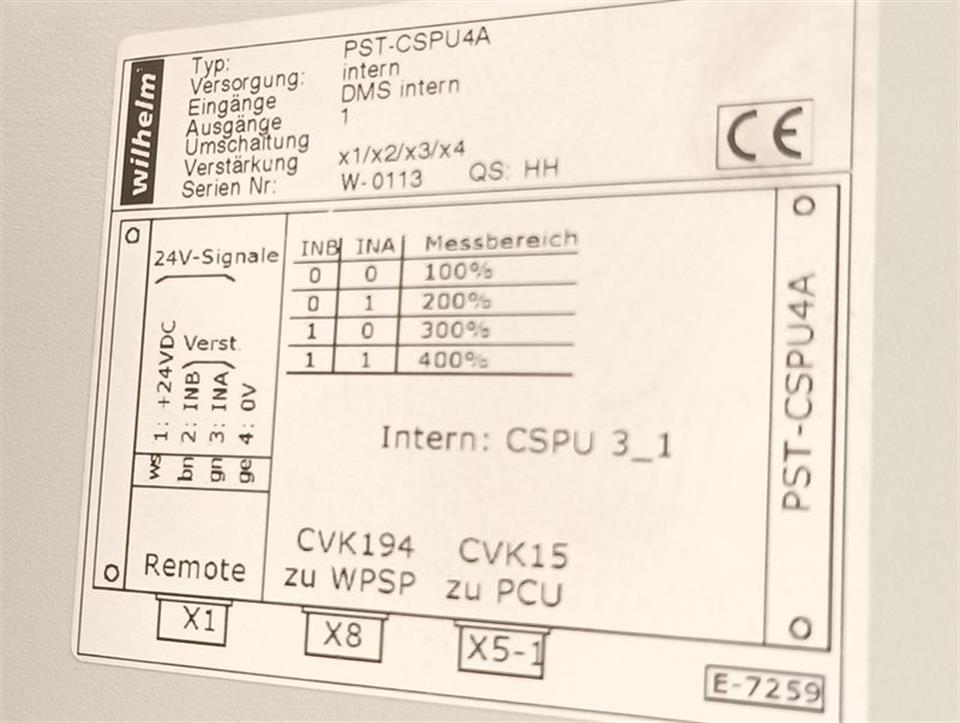 wilhelm
Typ: PST-CSPU4A
Versorgung: intern
Eingänge DMS intern
Ausgänge 1
Umschaltung
Verstärkung x1/x2/x3/x4
Serien Nr: W-0113 QS: HH
CE
24V-Signale
Verst.
1: +24VDC
2: INB
3: INA
4: 0V
ws
bn
gn
ge
Remote
INB INA Messbereich
0 0 100%
0 1 200%
1 0 300%
1 1 400%
Intern: CSPU 3_1
CVK194 CVK15
zu WPSP zu PCU
PST-CSPU4A
X1 X8 X5-1
E-7259